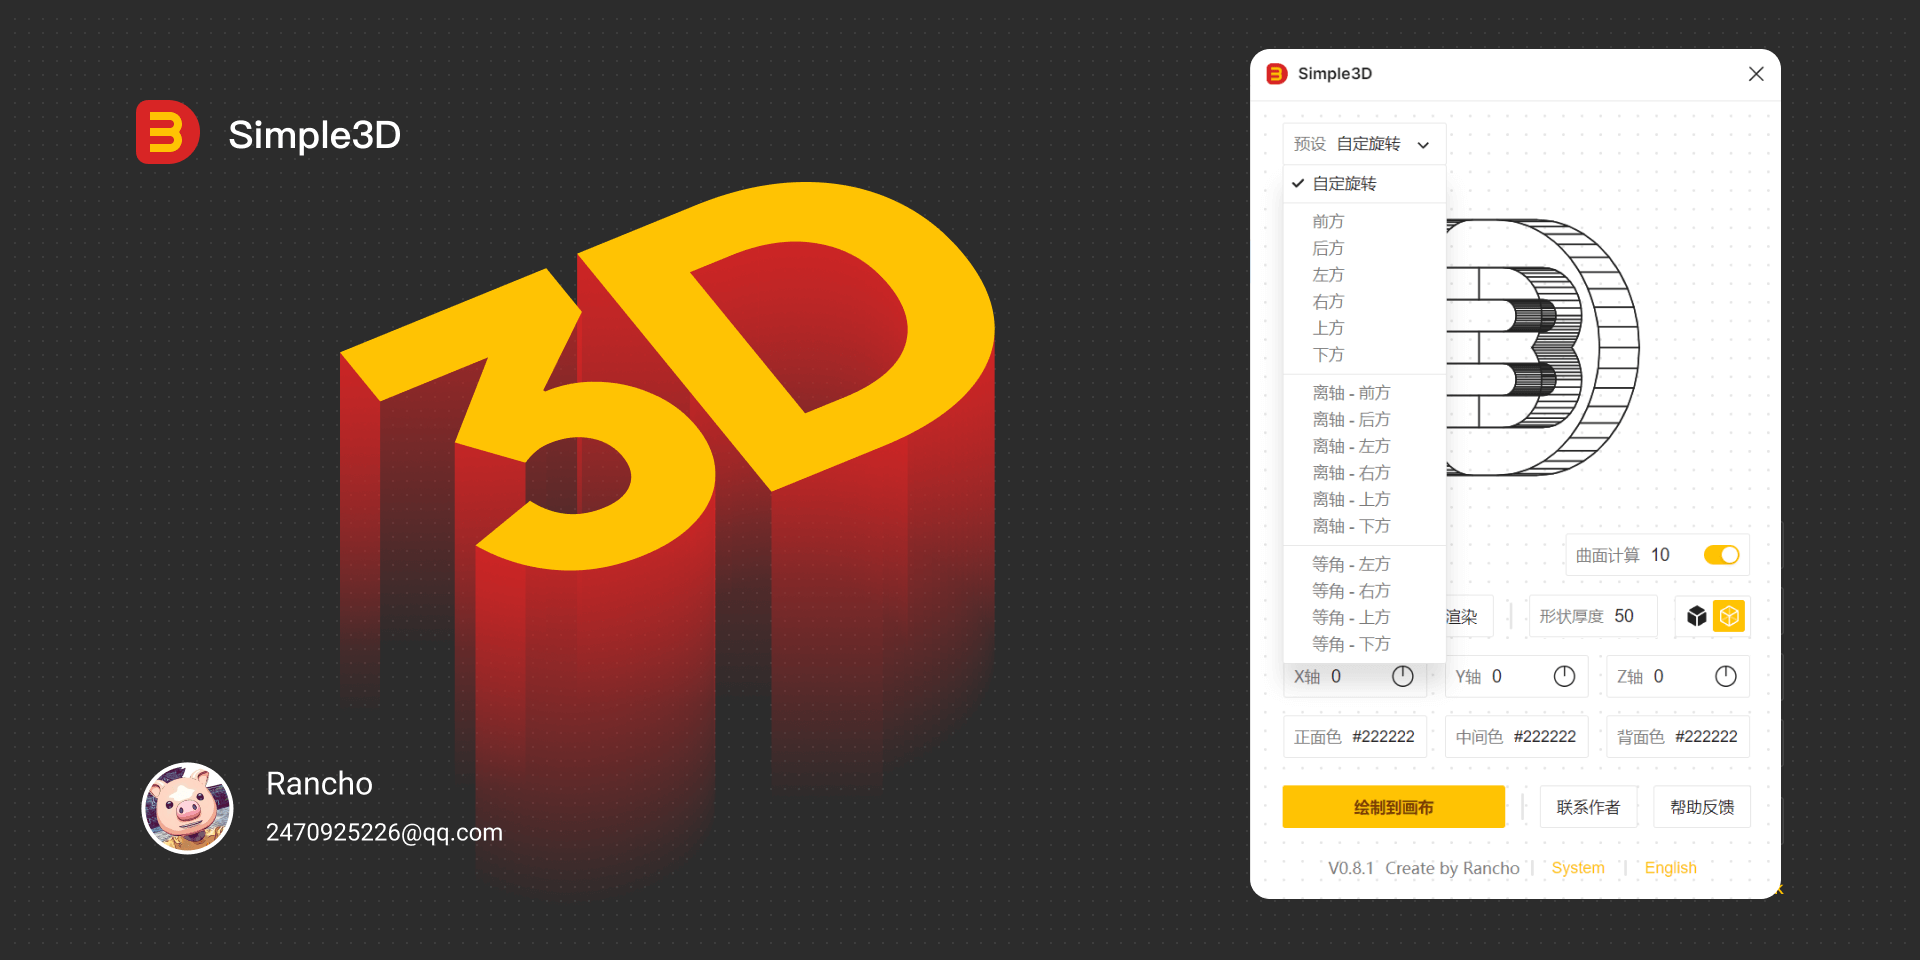 Simple3D
3D
Rancho
2470925226@qq.com
Simple3D
预设 自定旋转
自定旋转
前方
后方
左方
右方
上方
下方
离轴 - 前方
离轴 - 后方
离轴 - 左方
离轴 - 右方
离轴 - 上方
离轴 - 下方
等角 - 左方
等角 - 右方
等角 - 上方
等角 - 下方
曲面计算 10
渲染 形状厚度 50
X轴 0 Y轴 0 Z轴 0
正面色 #222222 中间色 #222222 背面色 #222222
绘制到画布 联系作者 帮助反馈
V0.8.1 Create by Rancho System English